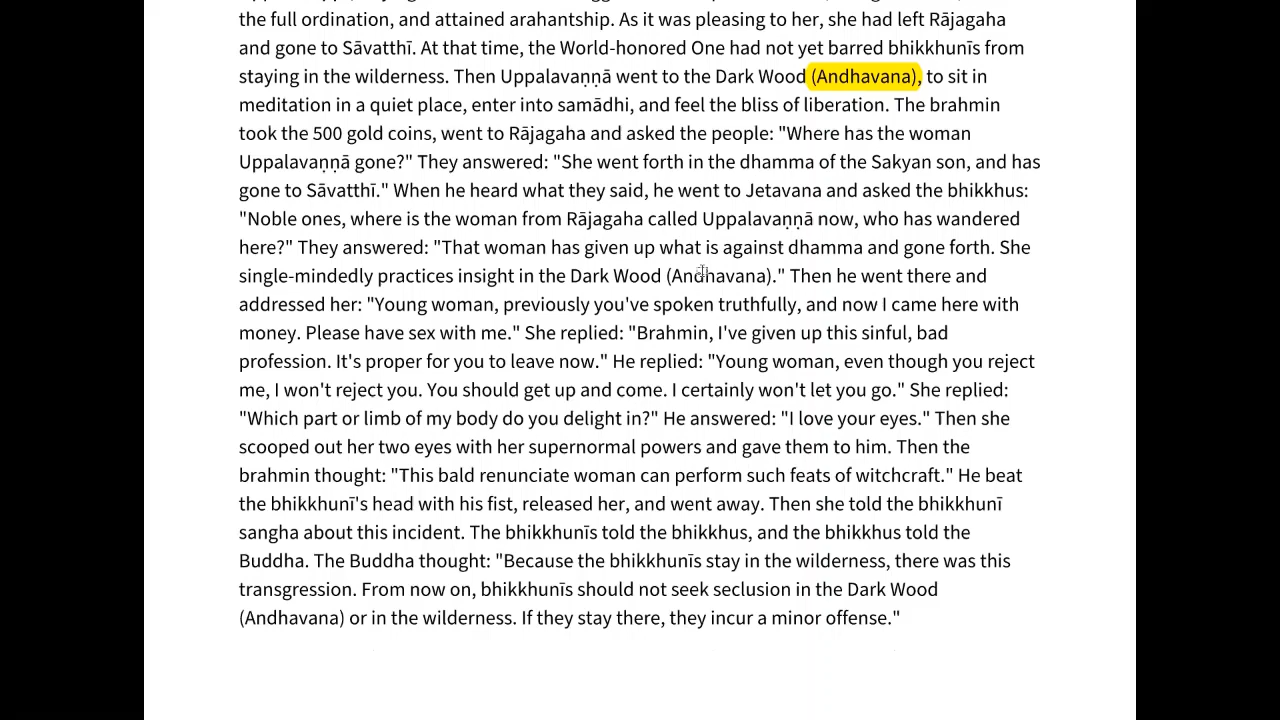 the full ordination, and attained arahantship. As it was pleasing to her, she had left Rājagaha
and gone to Sāvatthī. At that time, the World-honored One had not yet barred bhikkhunīs from
staying in the wilderness. Then Uppalavaṇṇā went to the Dark Wood (Andhavana), to sit in
meditation in a quiet place, enter into samādhi, and feel the bliss of liberation. The brahmin
took the 500 gold coins, went to Rājagaha and asked the people: "Where has the woman
Uppalavaṇṇā gone?" They answered: "She went forth in the dhamma of the Sakyan son, and has
gone to Sāvatthī." When he heard what they said, he went to Jetavana and asked the bhikkhus:
"Noble ones, where is the woman from Rājagaha called Uppalavaṇṇā now, who has wandered
here?" They answered: "That woman has given up what is against dhamma and gone forth. She
single-mindedly practices insight in the Dark Wood (Andhavana)." Then he went there and
addressed her: "Young woman, previously you've spoken truthfully, and now I came here with
money. Please have sex with me." She replied: "Brahmin, I've given up this sinful, bad
profession. It's proper for you to leave now." He replied: "Young woman, even though you reject
me, I won't reject you. You should get up and come. I certainly won't let you go." She replied:
"Which part or limb of my body do you delight in?" He answered: "I love your eyes." Then she
scooped out her two eyes with her supernormal powers and gave them to him. Then the
brahmin thought: "This bald renunciate woman can perform such feats of witchcraft." He beat
the bhikkhunī's head with his fist, released her, and went away. Then she told the bhikkhunī
sangha about this incident. The bhikkhunīs told the bhikkhus, and the bhikkhus told the
Buddha. The Buddha thought: "Because the bhikkhunīs stay in the wilderness, there was this
transgression. From now on, bhikkhunīs should not seek seclusion in the Dark Wood
(Andhavana) or in the wilderness. If they stay there, they incur a minor offense."